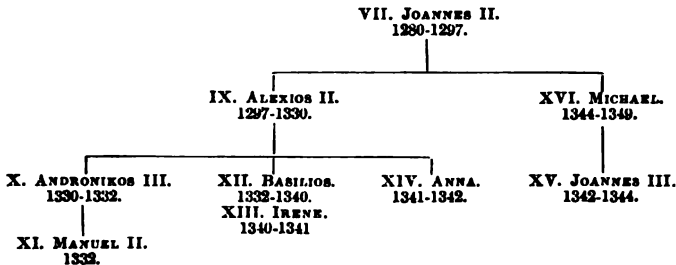 VII. JOANNES II.
1280-1297.
IX. ALEXIOS II.
1297-1330.
XVI. MICHAEL.
1344-1349.
X. ANDRONIKOS III.
1330-1332.
XII. BASILIOS.
1332-1340.
XIII. IRENE.
1340-1341
XIV. ANNA.
1341-1342.
XV. JOANNES III.
1342-1344.
XI. MANUEL II.
1332.